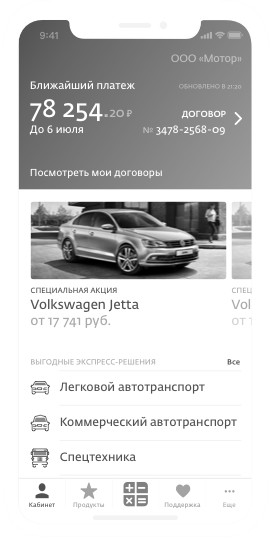 9:41
ООО «Мотор»
Ближайший платеж
ОБНОВЛЕНО В 21:20
78 254.20 ₽
ДОГОВОР
До 6 июля
№ 3478-2568-09
Посмотреть мои договоры
СПЕЦИАЛЬНАЯ АКЦИЯ
СПЕЦ
Volkswagen Jetta
Vol
от 17 741 руб.
от 1
ВЫГОДНЫЕ ЭКСПРЕСС-РЕШЕНИЯ
Все
Легковой автотранспорт
Коммерческий автотранспорт
Спецтехника
Кабинет
Продукты
Поддержка
Еще